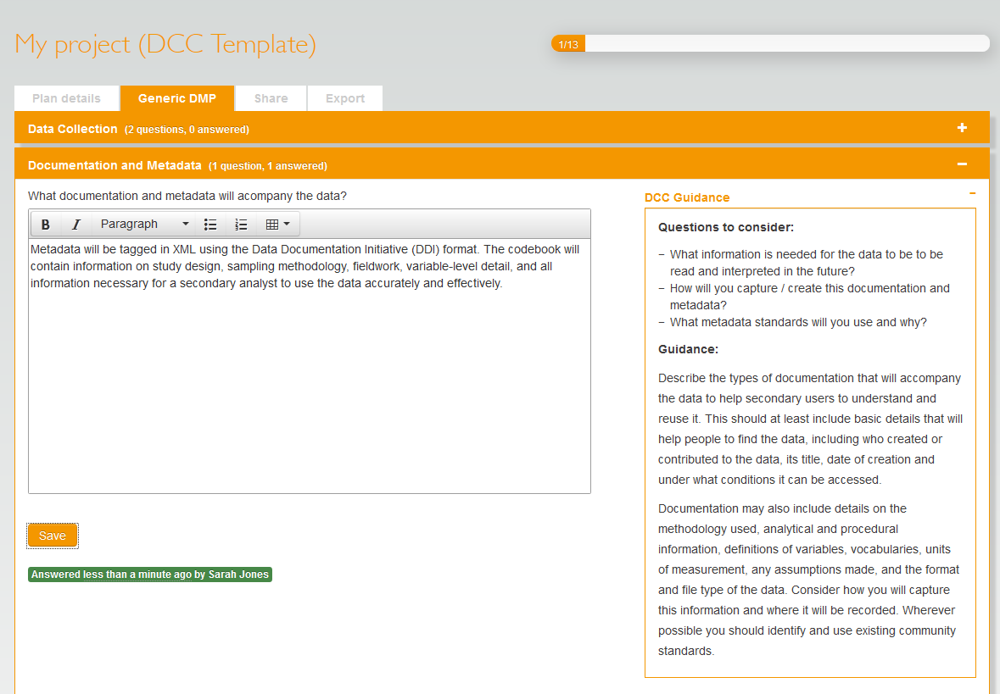 My project (DCC Template)
1/13
Plan details
Generic DMP
Share
Export
Data Collection (2 questions, 0 answered)
Documentation and Metadata (1 question, 1 answered)
What documentation and metadata will acompany the data?
B I Paragraph
Metadata will be tagged in XML using the Data Documentation Initiative (DDI) format. The codebook will
contain information on study design, sampling methodology, fieldwork, variable-level detail, and all
information necessary for a secondary analyst to use the data accurately and effectively.
Save
Answered less than a minute ago by Sarah Jones
DCC Guidance
Questions to consider:
– What information is needed for the data to be to be
read and interpreted in the future?
– How will you capture / create this documentation and
metadata?
– What metadata standards will you use and why?
Guidance:
Describe the types of documentation that will accompany
the data to help secondary users to understand and
reuse it. This should at least include basic details that will
help people to find the data, including who created or
contributed to the data, its title, date of creation and
under what conditions it can be accessed.
Documentation may also include details on the
methodology used, analytical and procedural
information, definitions of variables, vocabularies, units
of measurement, any assumptions made, and the format
and file type of the data. Consider how you will capture
this information and where it will be recorded. Wherever
possible you should identify and use existing community
standards.